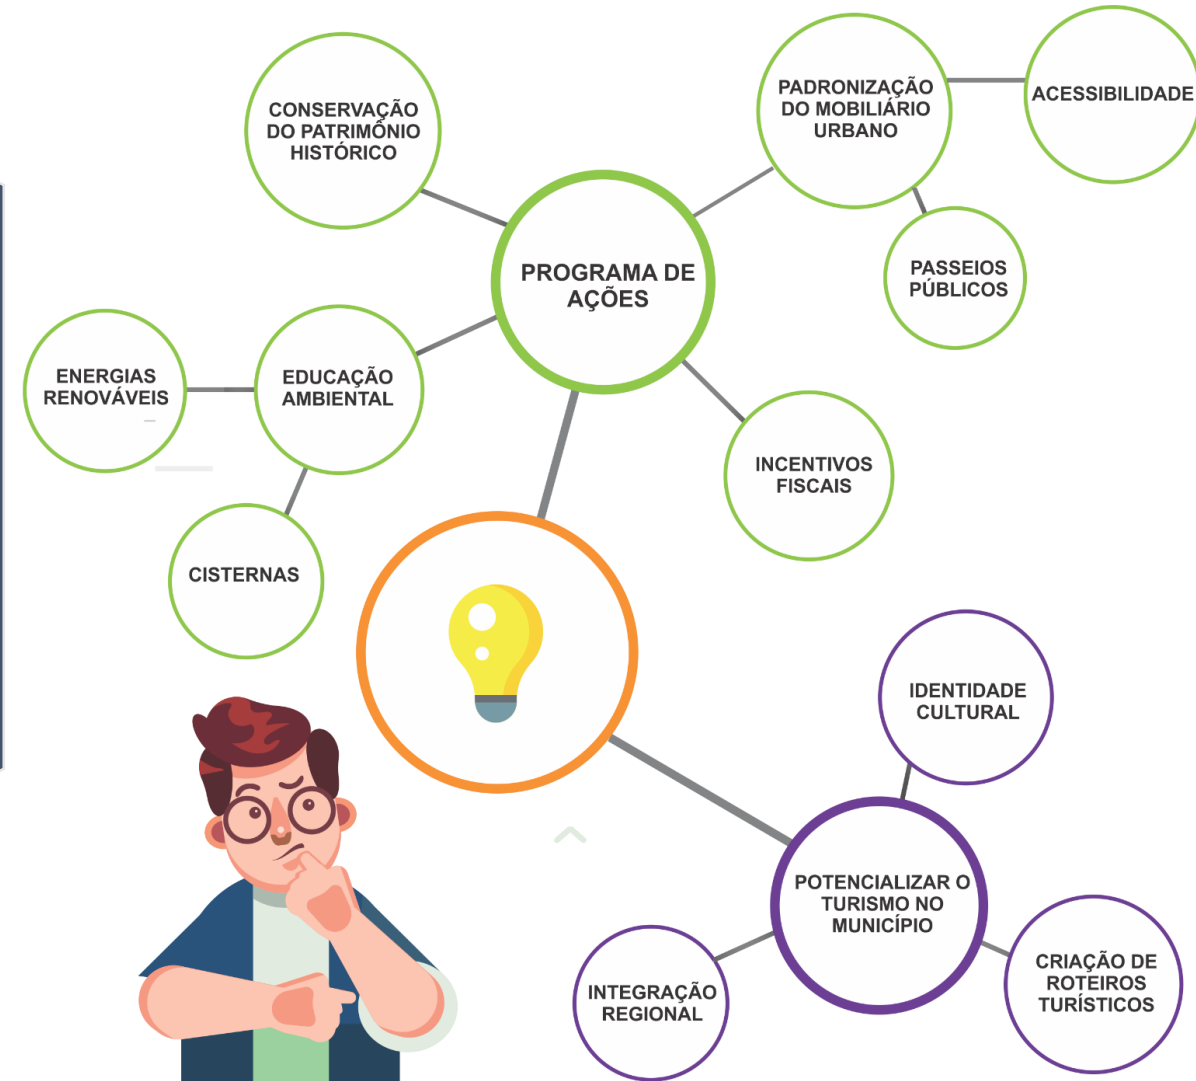 CONSERVAÇÃO
DO PATRIMÔNIO
HISTÓRICO
PADRONIZAÇÃO
DO MOBILIÁRIO
URBANO
ACESSIBILIDADE
PROGRAMA DE
AÇÕES
PASSEIOS
PÚBLICOS
ENERGIAS
RENOVÁVEIS
EDUCAÇÃO
AMBIENTAL
INCENTIVOS
FISCAIS
CISTERNAS
IDENTIDADE
CULTURAL
POTENCIALIZAR O
TURISMO NO
MUNICÍPIO
INTEGRAÇÃO
REGIONAL
CRIAÇÃO DE
ROTEIROS
TURÍSTICOS